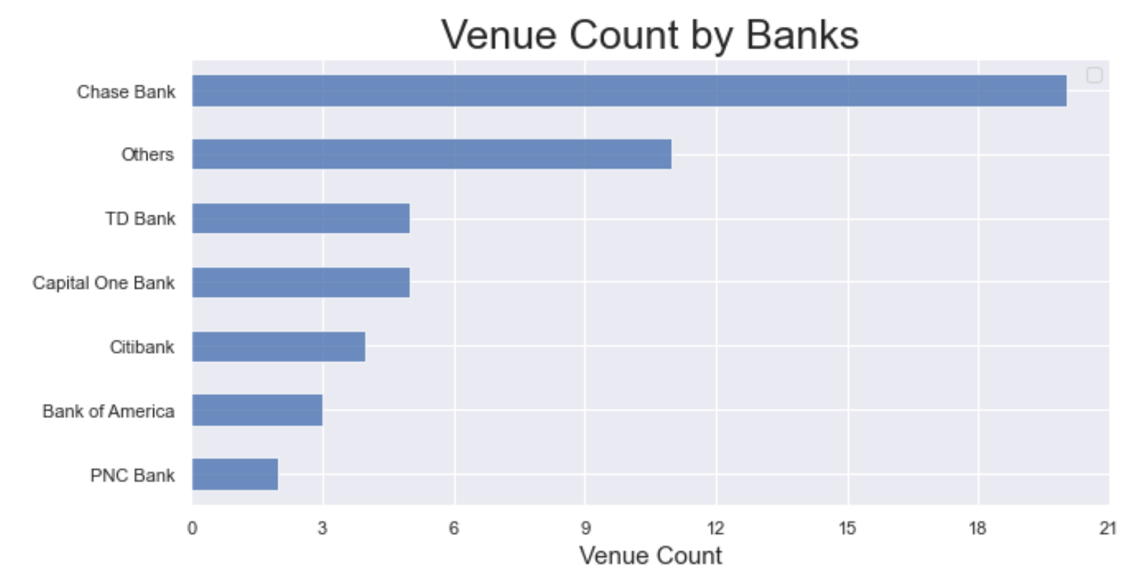 Venue Count by Banks
Chase Bank
Others
TD Bank
Capital One Bank
Citibank
Bank of America
PNC Bank
0 3 6 9 12 15 18 21
Venue Count